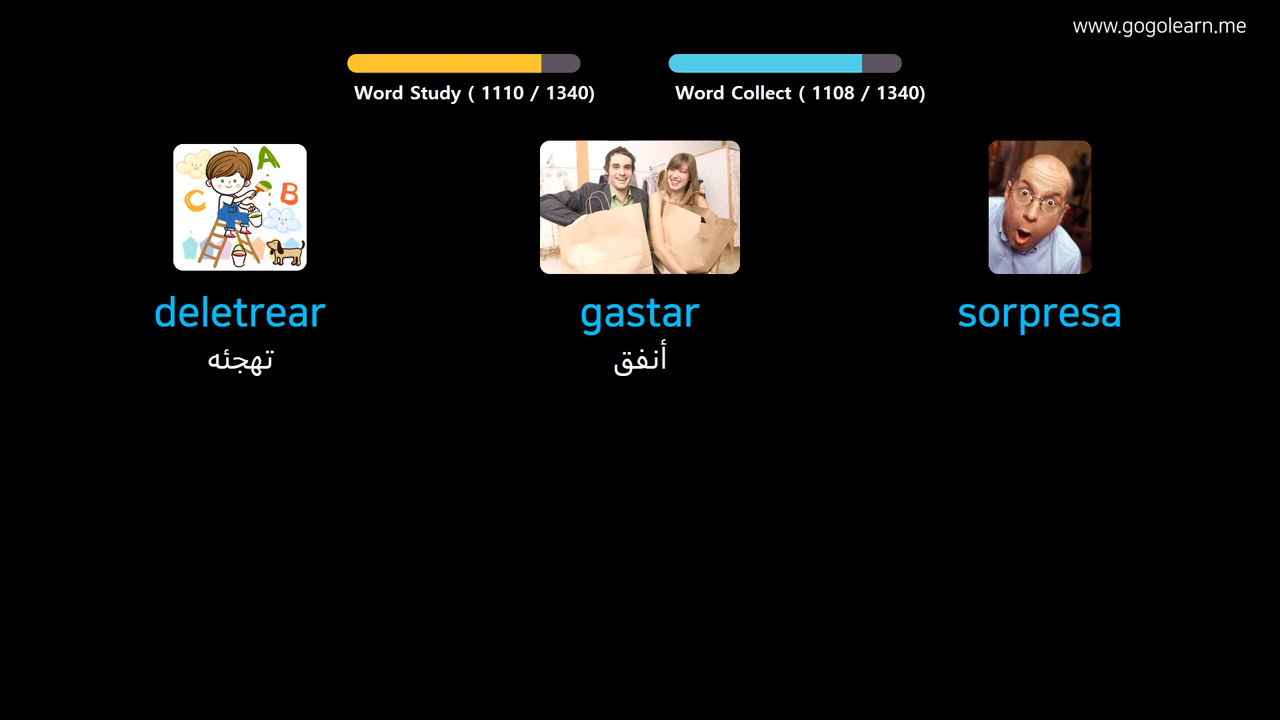 www.gogolearn.me
Word Study ( 1110 / 1340)
Word Collect ( 1108 / 1340)
A
B
C
deletrear
gastar
sorpresa
تهجئه
أنفق